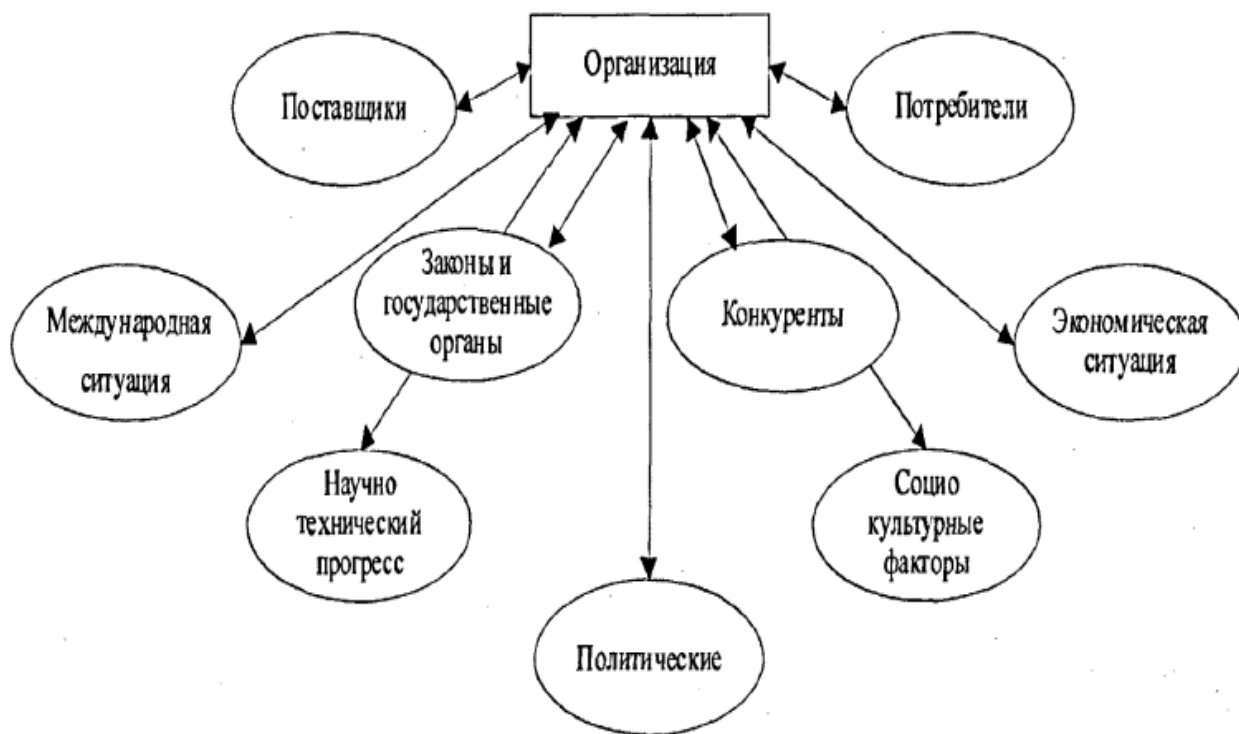 Организация
Поставщики
Потребители
Законы и
государственные
органы
Конкуренты
Международная
ситуация
Экономическая
ситуация
Научно
технический
прогресс
Социо
культурные
факторы
Политические